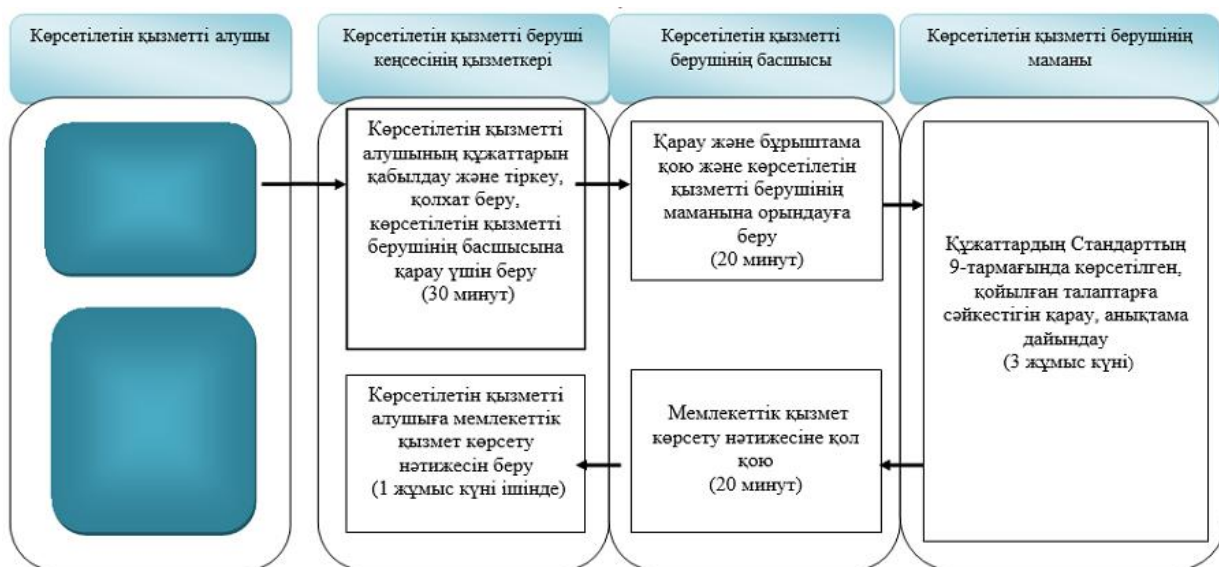 Көрсетілетін қызметті алушы
Көрсетілетін қызметті беруші
кеңсесінің қызметкері
Көрсетілетін қызметті
берушінің басшысы
Көрсетілетін қызметті берушінің
маманы
Көрсетілетін қызметті
алушының құжаттарын
қабылдау және тіркеу,
қолхат беру,
көрсетілетін қызметті
берушінің басшысына
қарау үшін беру
(30 минут)
Қарау және бұрыштама
қою және көрсетілетін
қызметті берушінің
маманына орындауға
беру
(20 минут)
Құжаттардың Стандарттың
9-тармағында көрсетілген,
қойылған талаптарға
сәйкестігін қарау, анықтама
дайындау
(3 жұмыс күні)
Көрсетілетін қызметті
алушыға мемлекеттік
қызмет көрсету
нәтижесін беру
(1 жұмыс күні ішінде)
Мемлекеттік қызмет
көрсету нәтижесіне қол
қою
(20 минут)